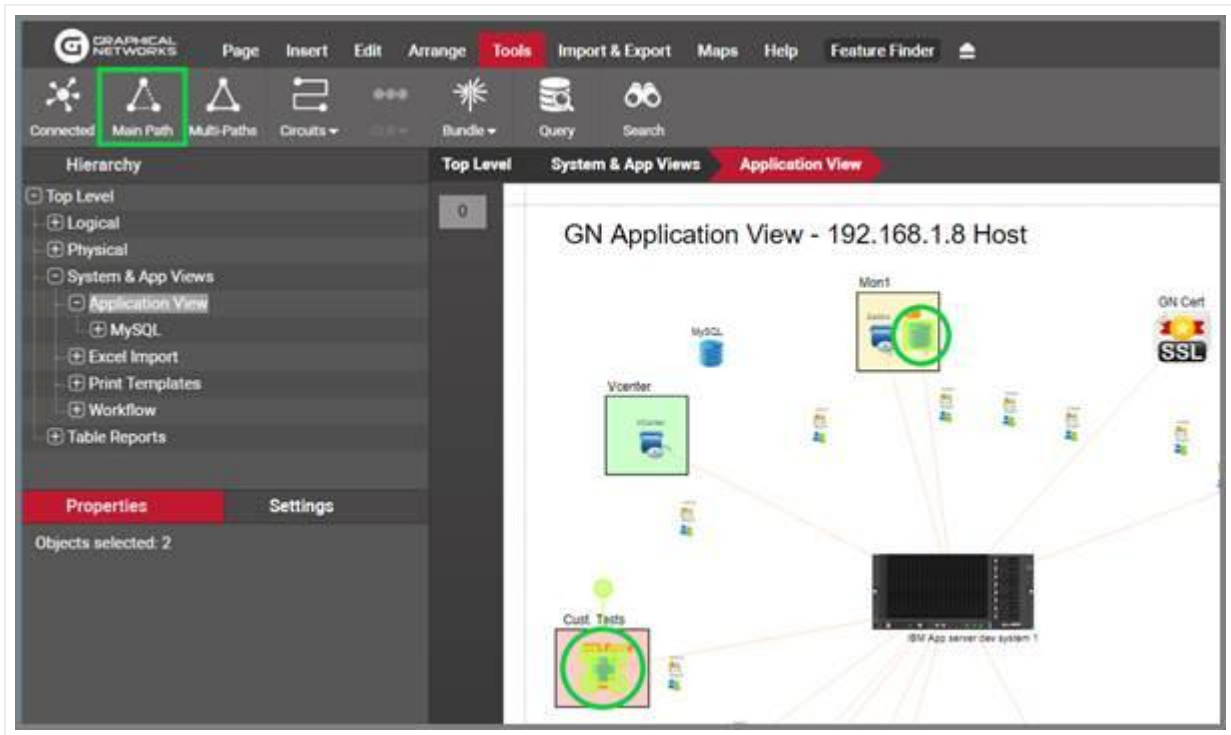 GRAPHICAL
NETWORKS
Page Insert Edit Arrange Tools Import & Export Maps Help Feature Finder
Connected Main Path Multi-Paths Circuits Bundle Query Search
Hierarchy
Top Level System & App Views Application View
Top Level
Logical
Physical
System & App Views
Application View
MySQL
Excel Import
Print Templates
Workflow
Table Reports
Properties Settings
Objects selected: 2
0
GN Application View - 192.168.1.8 Host
Mon1
GN Cert
SSL
MySQL
Vcenter
Cust. Tests
IBM App server dev system 1